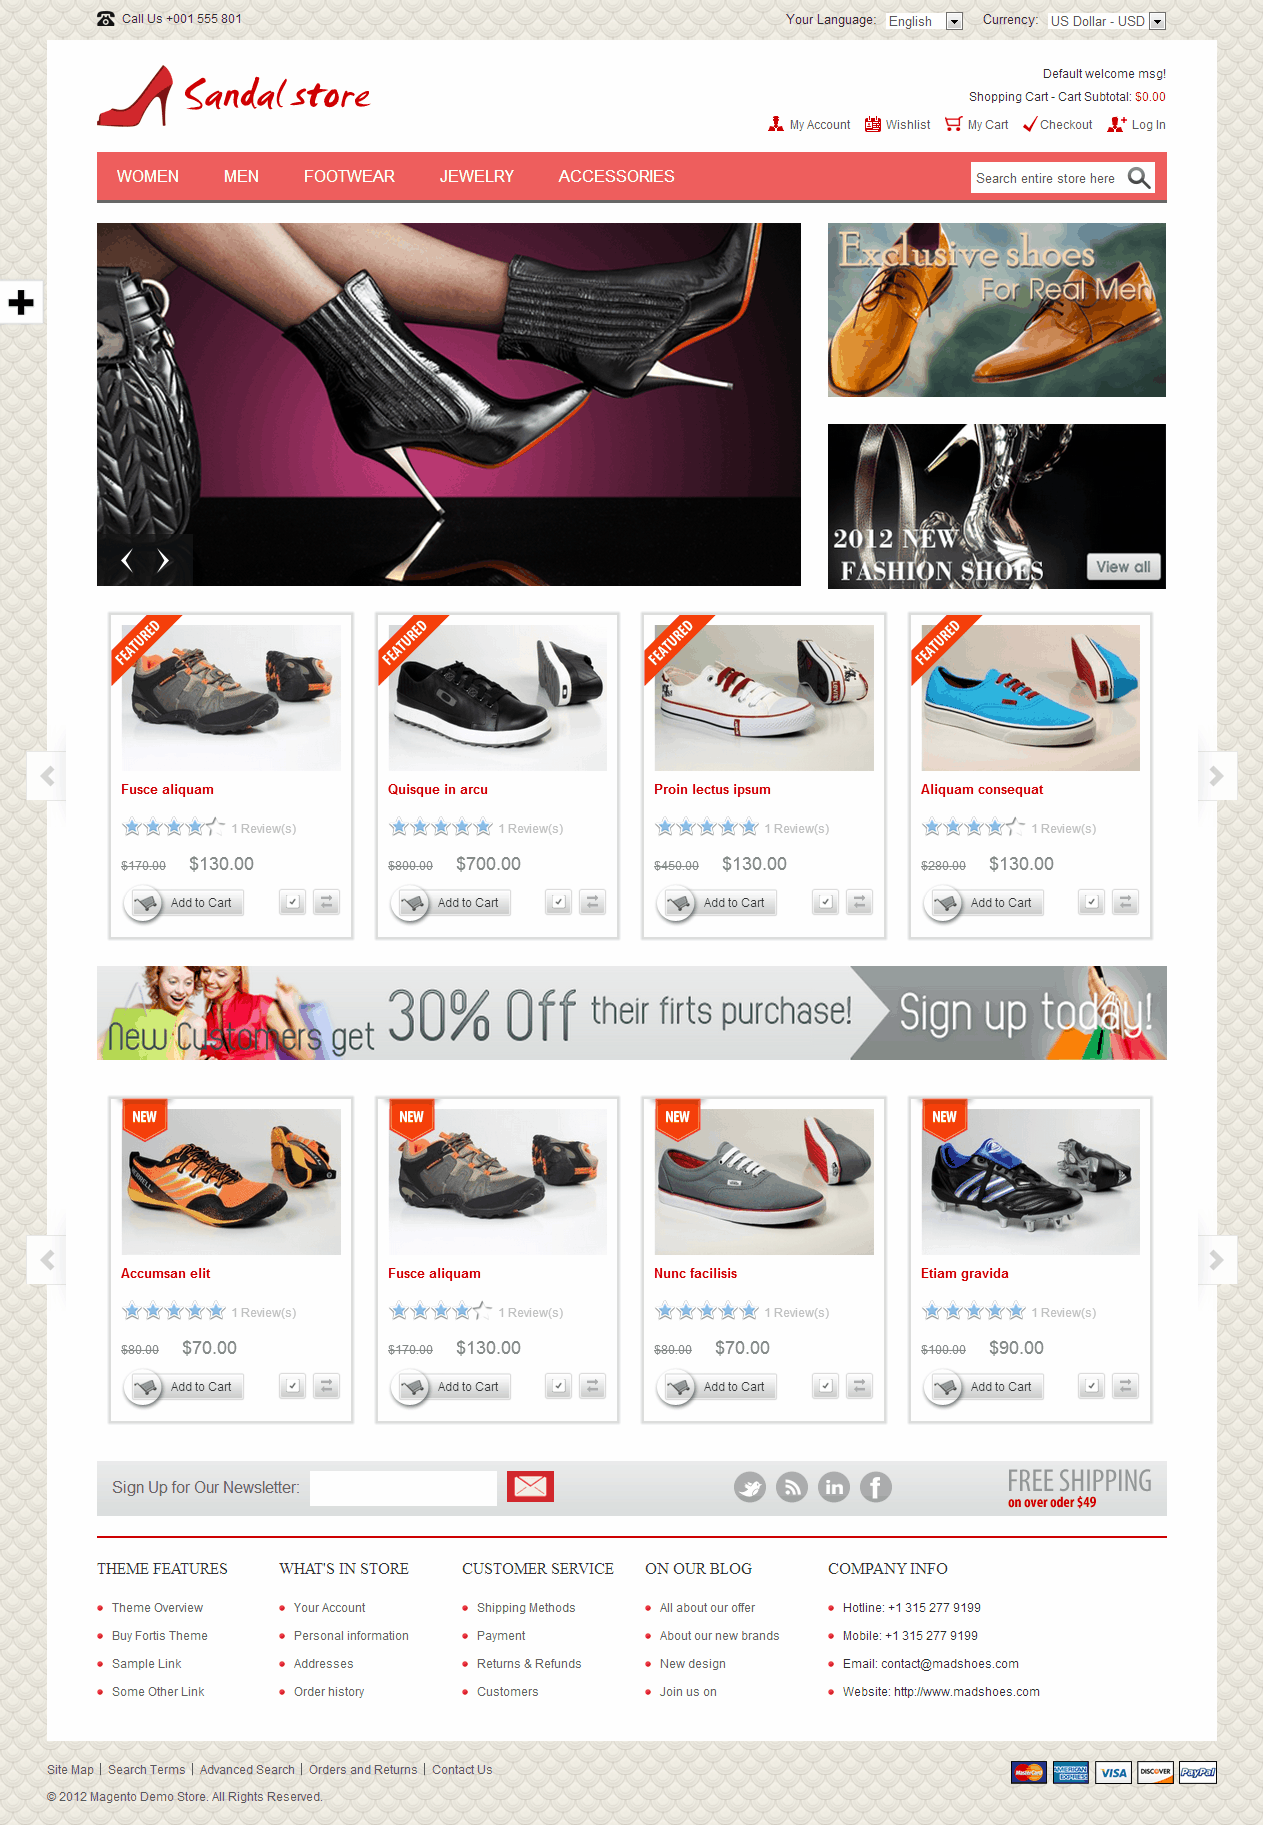 Call Us +001 555 801
Your Language: English Currency: US Dollar - USD
Sandal store
Default welcome msg!
Shopping Cart - Cart Subtotal: $0.00
My Account Wishlist My Cart Checkout Log In
WOMEN MEN FOOTWEAR JEWELRY ACCESSORIES
Search entire store here
Exclusive shoes
For Real Men
2012 NEW
FASHION SHOES
View all
FEATURED FEATURED FEATURED FEATURED
Fusce aliquam Quisque in arcu Proin lectus ipsum Aliquam consequat
1 Review(s) 1 Review(s) 1 Review(s) 1 Review(s)
$170.00 $130.00 $800.00 $700.00 $450.00 $130.00 $280.00 $130.00
Add to Cart Add to Cart Add to Cart Add to Cart
New Customers get 30% Off their firts purchase! Sign up today!
NEW NEW NEW NEW
Accumsan elit Fusce aliquam Nunc facilisis Etiam gravida
1 Review(s) 1 Review(s) 1 Review(s) 1 Review(s)
$80.00 $70.00 $170.00 $130.00 $80.00 $70.00 $100.00 $90.00
Add to Cart Add to Cart Add to Cart Add to Cart
Sign Up for Our Newsletter:
FREE SHIPPING
on over oder $49
THEME FEATURES WHAT'S IN STORE CUSTOMER SERVICE ON OUR BLOG COMPANY INFO
Theme Overview Your Account Shipping Methods All about our offer Hotline: +1 315 277 9199
Buy Fortis Theme Personal information Payment About our new brands Mobile: +1 315 277 9199
Sample Link Addresses Returns & Refunds New design Email: contact@madshoes.com
Some Other Link Order history Customers Join us on Website: http://www.madshoes.com
Site Map | Search Terms | Advanced Search | Orders and Returns | Contact Us
MasterCard AMERICAN EXPRESS VISA DISCOVER PayPal
© 2012 Magento Demo Store. All Rights Reserved.